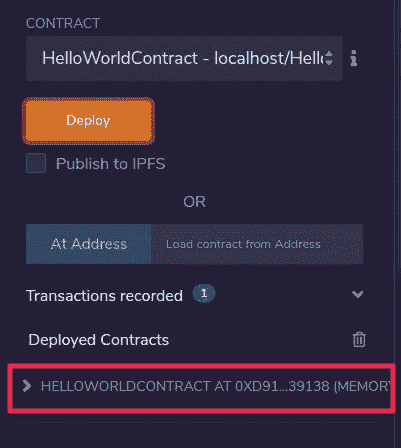 CONTRACT
HelloWorldContract - localhost/Hello
Deploy
Publish to IPFS
OR
At Address Load contract from Address
Transactions recorded 1
Deployed Contracts
HELLOWORLDCONTRACT AT 0XD91...39138 (MEMORY